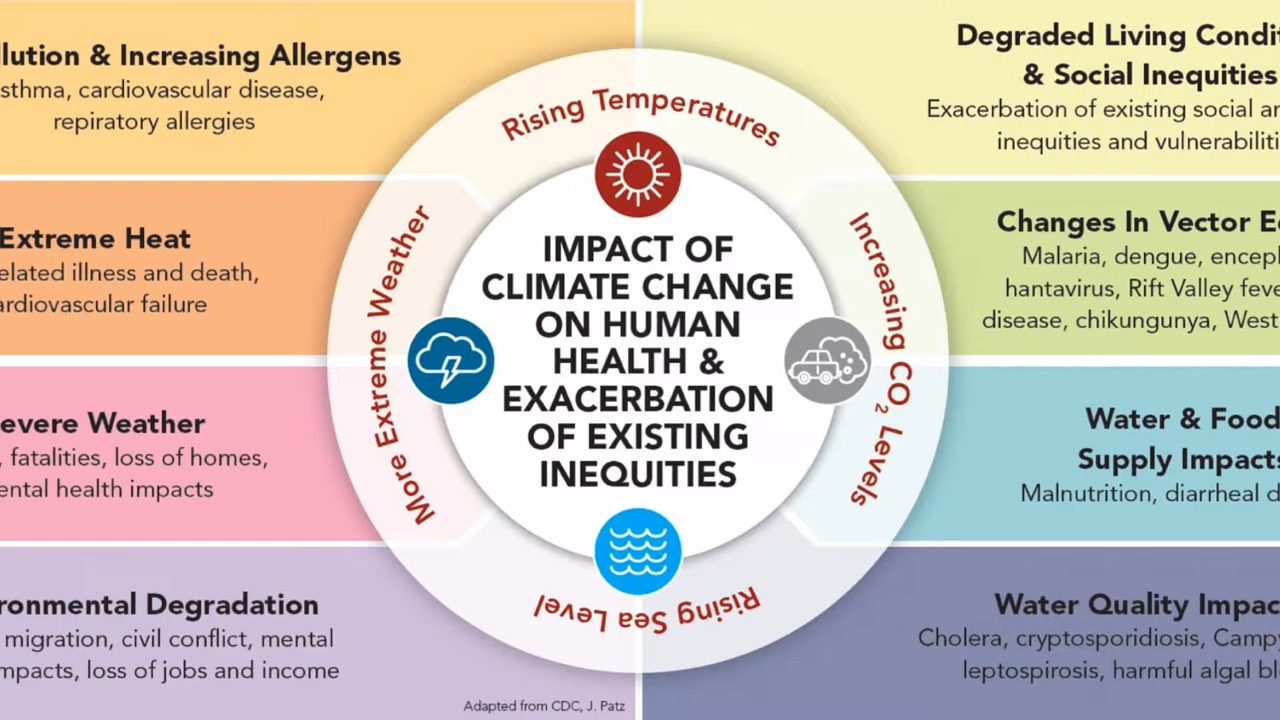 lution & Increasing Allergens
sthma, cardiovascular disease,
repiratory allergies
Extreme Heat
elated illness and death,
ardiovascular failure
evere Weather
, fatalities, loss of homes,
ental health impacts
ronmental Degradation
migration, civil conflict, mental
mpacts, loss of jobs and income
Adapted from CDC, J. Patz
Rising Temperatures
More Extreme Weather
Increasing CO₂ Levels
Rising Sea Level
IMPACT OF
CLIMATE CHANGE
ON HUMAN
HEALTH &
EXACERBATION
OF EXISTING
INEQUITIES
Degraded Living Condit
& Social Inequities
Exacerbation of existing social an
inequities and vulnerabiliti
Changes In Vector Ec
Malaria, dengue, enceph
hantavirus, Rift Valley feve
disease, chikungunya, West
Water & Food
Supply Impacts
Malnutrition, diarrheal d
Water Quality Impac
Cholera, cryptosporidiosis, Campy
leptospirosis, harmful algal bl